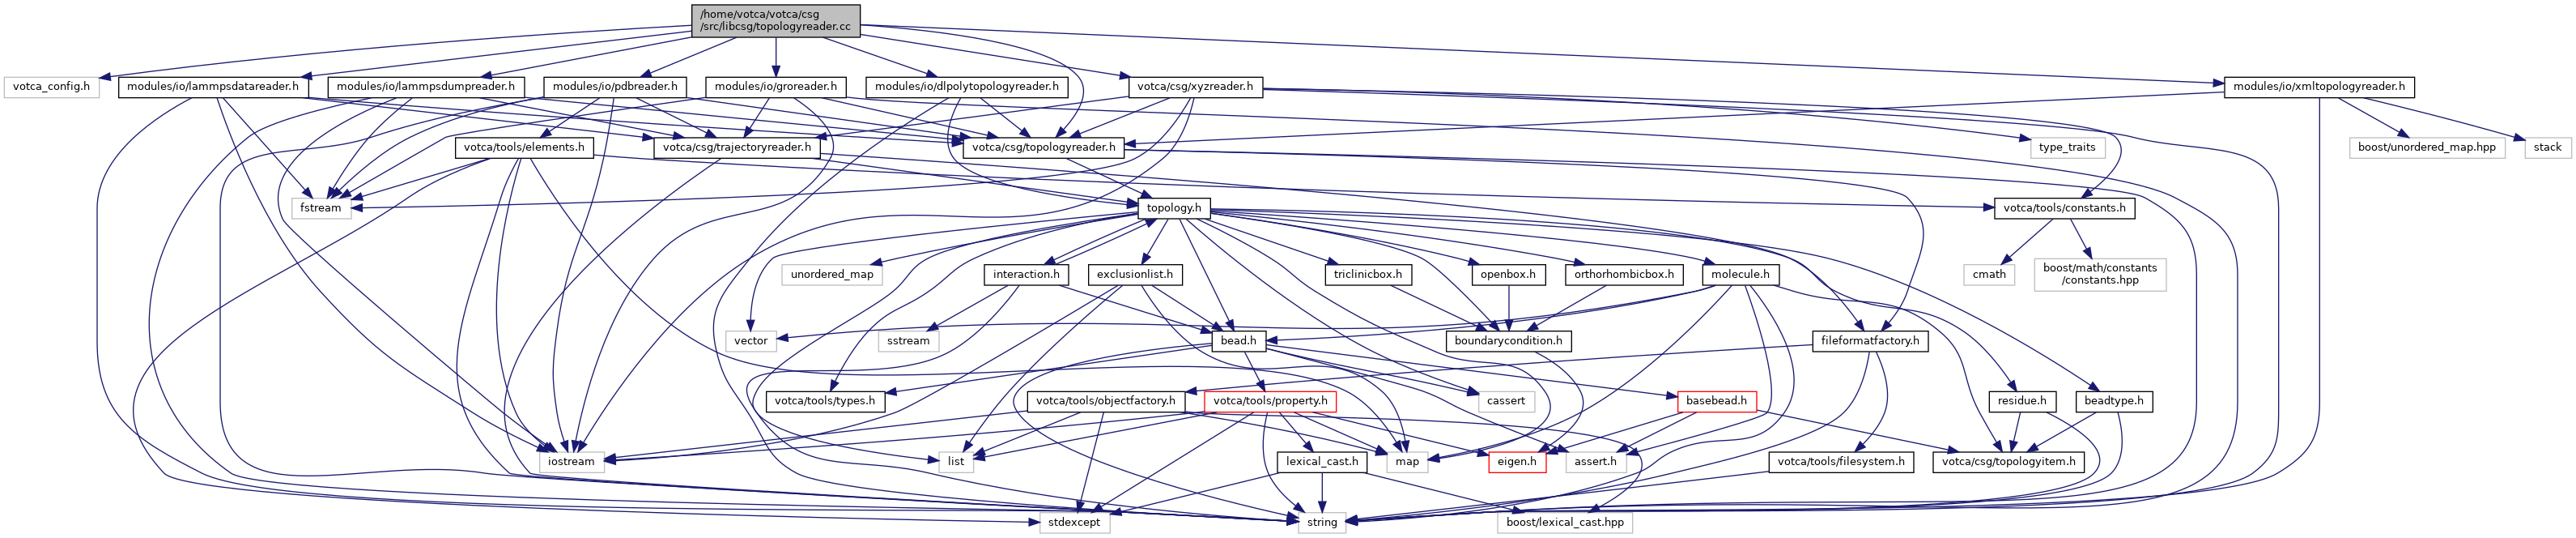 /home/votca/votca/csg
/src/libcsg/topologyreader.cc
votca_config.h
modules/io/lammpsdatareader.h
modules/io/lammpsdumpreader.h
modules/io/pdbreader.h
modules/io/groreader.h
modules/io/dlpolytopologyreader.h
votca/csg/xyzreader.h
modules/io/xmltopologyreader.h
votca/tools/elements.h
votca/csg/trajectoryreader.h
votca/csg/topologyreader.h
type_traits
boost/unordered_map.hpp
stack
fstream
topology.h
votca/tools/constants.h
unordered_map
interaction.h
exclusionlist.h
triclinicbox.h
openbox.h
orthorhombicbox.h
molecule.h
cmath
boost/math/constants
/constants.hpp
vector
sstream
bead.h
boundarycondition.h
fileformatfactory.h
votca/tools/types.h
votca/tools/objectfactory.h
votca/tools/property.h
cassert
basebead.h
residue.h
beadtype.h
iostream
list
lexical_cast.h
map
eigen.h
assert.h
votca/tools/filesystem.h
votca/csg/topologyitem.h
stdexcept
string
boost/lexical_cast.hpp